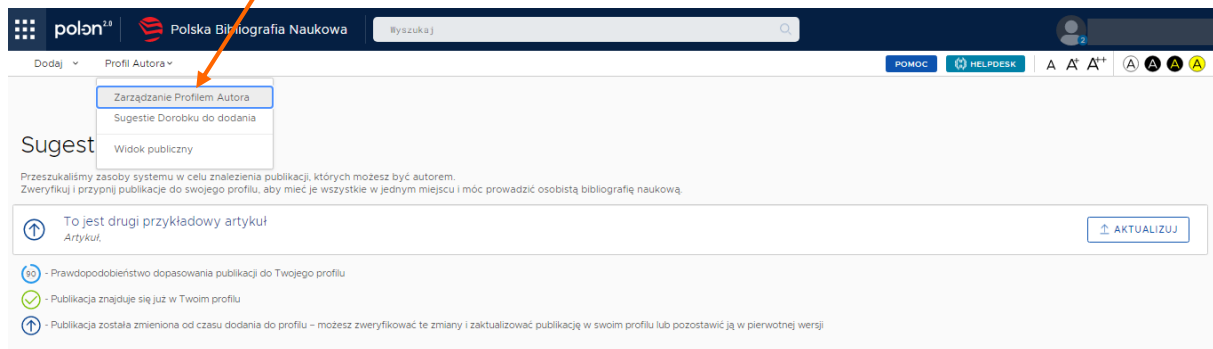 polon 2.0 Polska Bibliografia Naukowa Wyszukaj 2
Dodaj Profil Autora POMOC HELPDESK A A+ A++ A A A A
Zarządzanie Profilem Autora
Sugestie Dorobku do dodania
Widok publiczny
Sugest
Przeszukaliśmy zasoby systemu w celu znalezienia publikacji, których możesz być autorem.
Zweryfikuj i przypnij publikacje do swojego profilu, aby mieć je wszystkie w jednym miejscu i móc prowadzić osobistą bibliografię naukową.
To jest drugi przykładowy artykuł
Artykuł,
AKTUALIZUJ
90 - Prawdopodobieństwo dopasowania publikacji do Twojego profilu
- Publikacja znajduje się już w Twoim profilu
- Publikacja została zmieniona od czasu dodania do profilu – możesz zweryfikować te zmiany i zaktualizować publikację w swoim profilu lub pozostawić ją w pierwotnej wersji